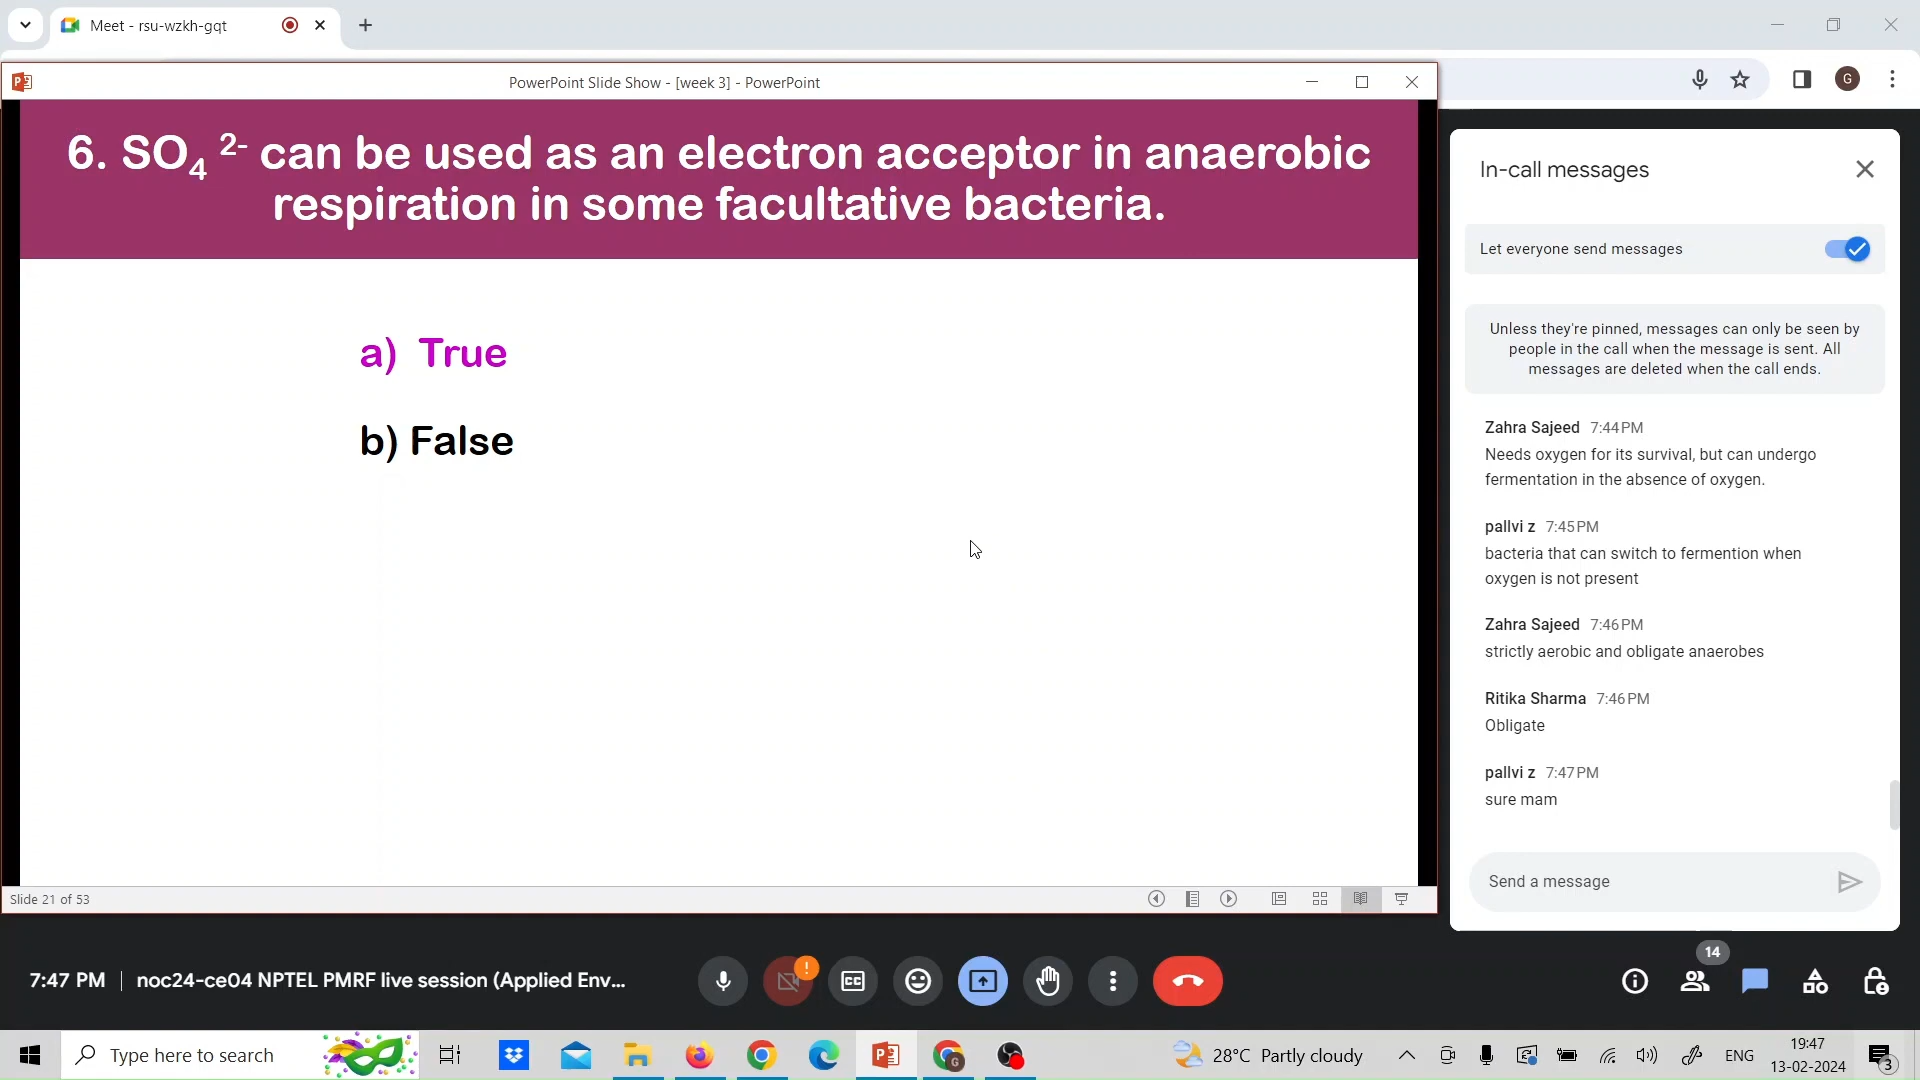 Meet - rsu-wzkh-gqt
PowerPoint Slide Show - [week 3] - PowerPoint
G
6. SO4 2- can be used as an electron acceptor in anaerobic
respiration in some facultative bacteria.
a) True
b) False
Slide 21 of 53
In-call messages
Let everyone send messages
Unless they're pinned, messages can only be seen by
people in the call when the message is sent. All
messages are deleted when the call ends.
Zahra Sajeed 7:44 PM
Needs oxygen for its survival, but can undergo
fermentation in the absence of oxygen.
pallvi z 7:45 PM
bacteria that can switch to fermention when
oxygen is not present
Zahra Sajeed 7:46 PM
strictly aerobic and obligate anaerobes
Ritika Sharma 7:46 PM
Obligate
pallvi z 7:47 PM
sure mam
Send a message
7:47 PM | noc24-ce04 NPTEL PMRF live session (Applied Env...
14
Type here to search
28°C Partly cloudy
ENG
19:47
13-02-2024
3